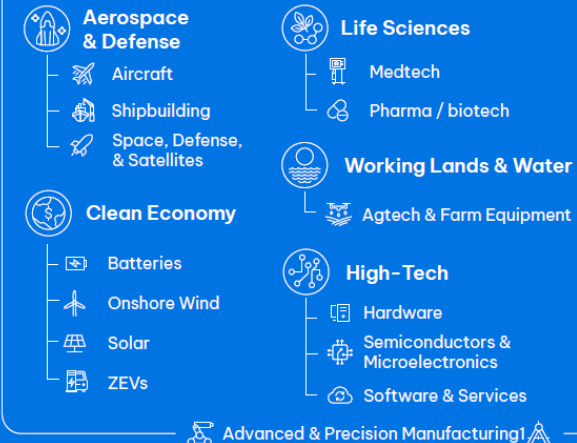 Aerospace
& Defense
Aircraft
Shipbuilding
Space, Defense,
& Satellites
Clean Economy
Batteries
Onshore Wind
Solar
ZEVs
Life Sciences
Medtech
Pharma / biotech
Working Lands & Water
Agtech & Farm Equipment
High-Tech
Hardware
Semiconductors &
Microelectronics
Software & Services
Advanced & Precision Manufacturing1